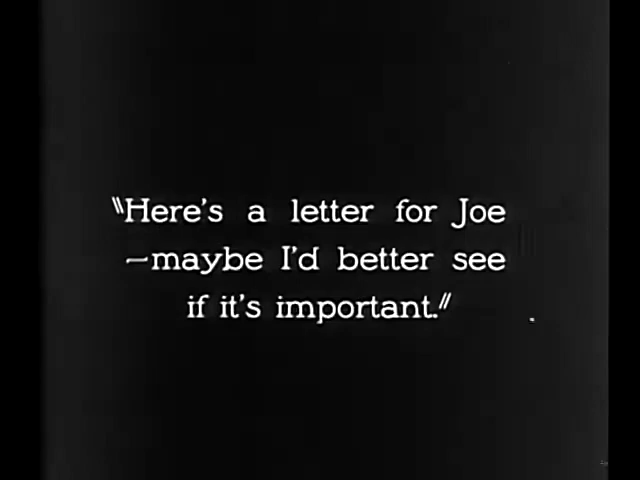 "Here's a letter for Joe
—maybe I'd better see
if it's important."